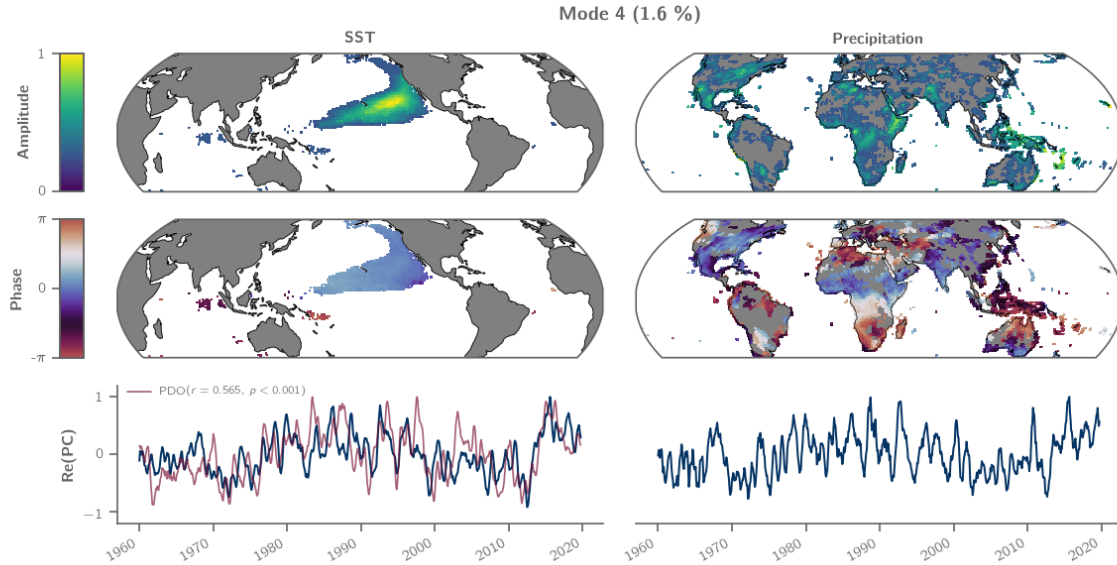 Mode 4 (1.6 %)
SST
Precipitation
Amplitude
1
0
Phase
π
0
-π
Re(PC)
1
0
−1
PDO(r = 0.565, p < 0.001)
1960
1970
1980
1990
2000
2010
2020
1960
1970
1980
1990
2000
2010
2020